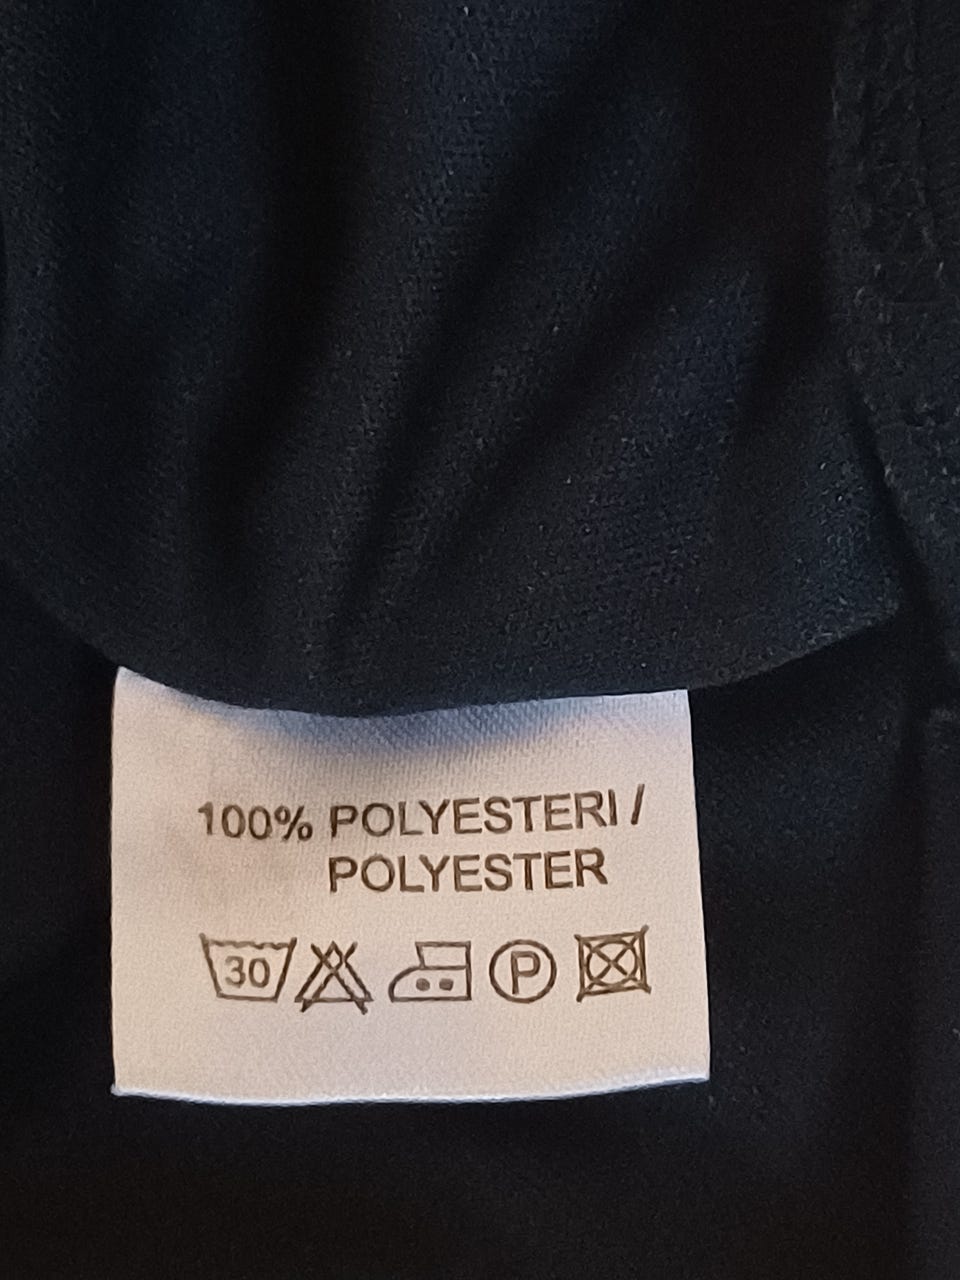 100% POLYESTERI /
POLYESTER
30 P